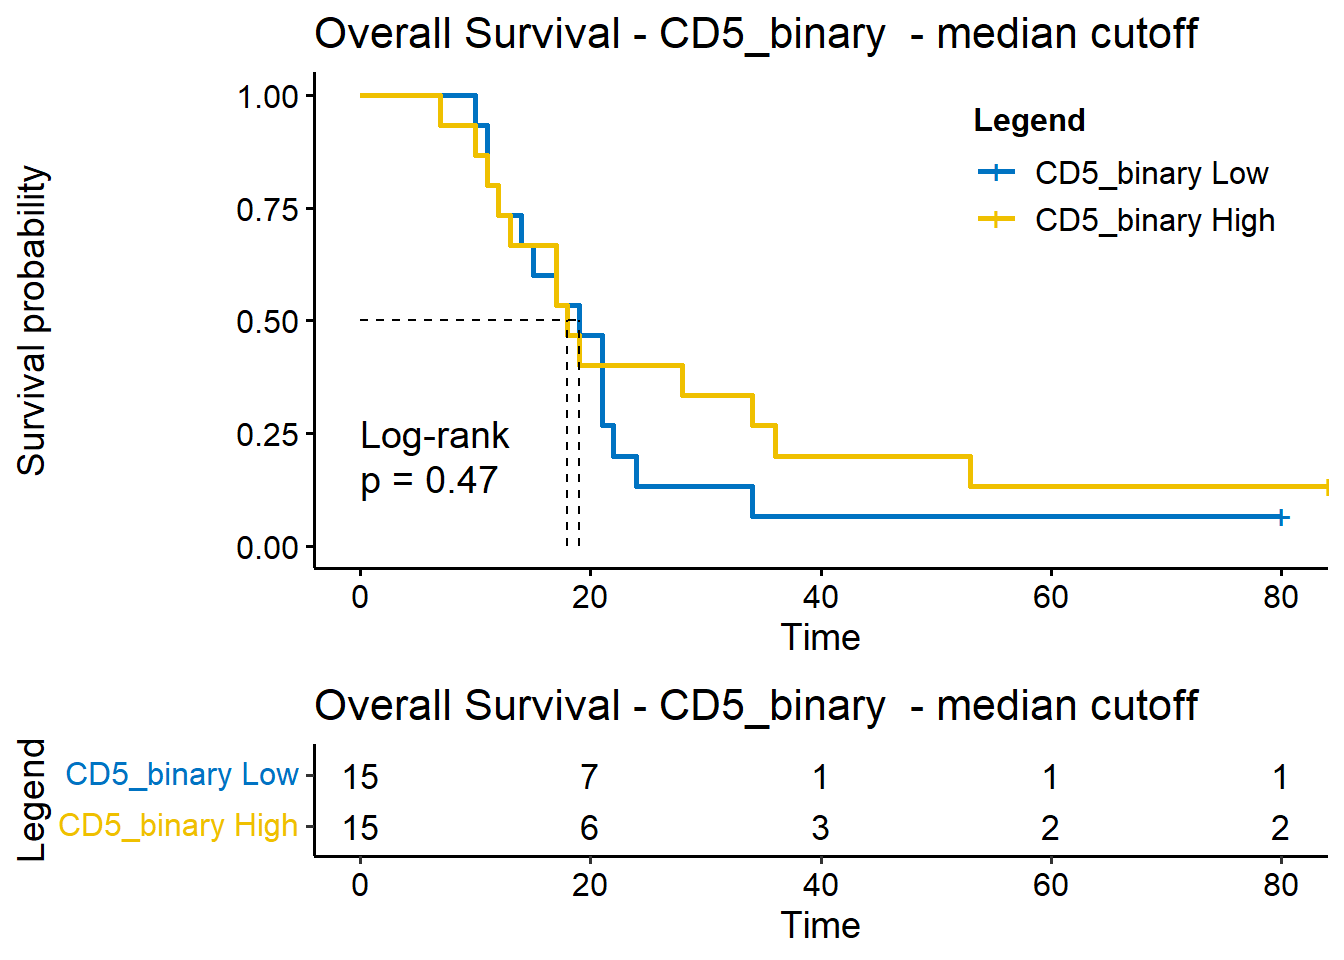 Overall Survival - CD5_binary  - median cutoff
Survival probability
1.00
0.75
0.50
0.25
0.00
Legend
CD5_binary Low
CD5_binary High
Log-rank
p = 0.47
0 20 40 60 80
Time
Overall Survival - CD5_binary  - median cutoff
Legend
CD5_binary Low 15 7 1 1 1
CD5_binary High 15 6 3 2 2
0 20 40 60 80
Time